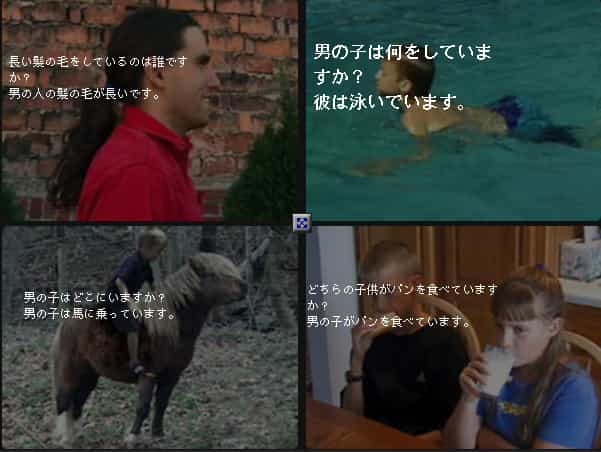 長い髪の毛をしているのは誰です
か？
男の人の髪の毛が長いです。
男の子は何をしていま
すか？
彼は泳いでいます。
男の子はどこにいますか？
男の子は馬に乗っています。
どちらの子供がパンを食べています
か？
男の子がパンを食べています。